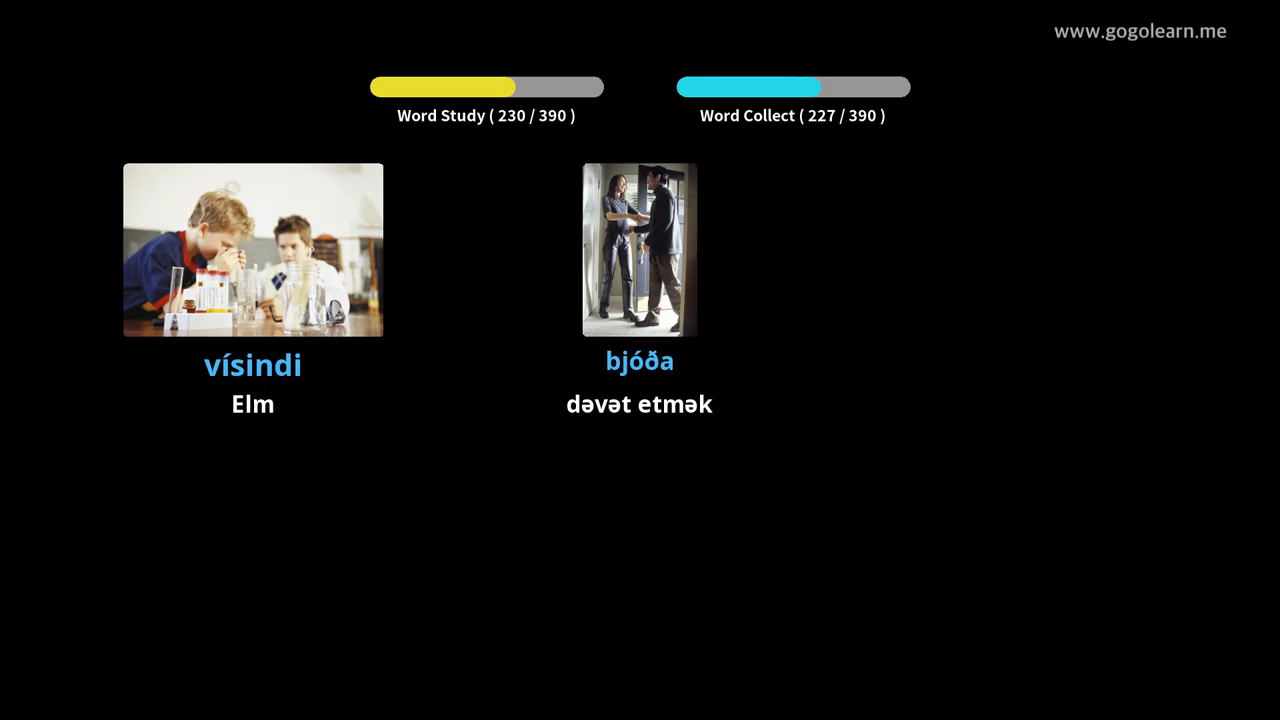 www.gogolearn.me
Word Study ( 230 / 390 )
Word Collect ( 227 / 390 )
vísindi
Elm
bjóða
dəvət etmək